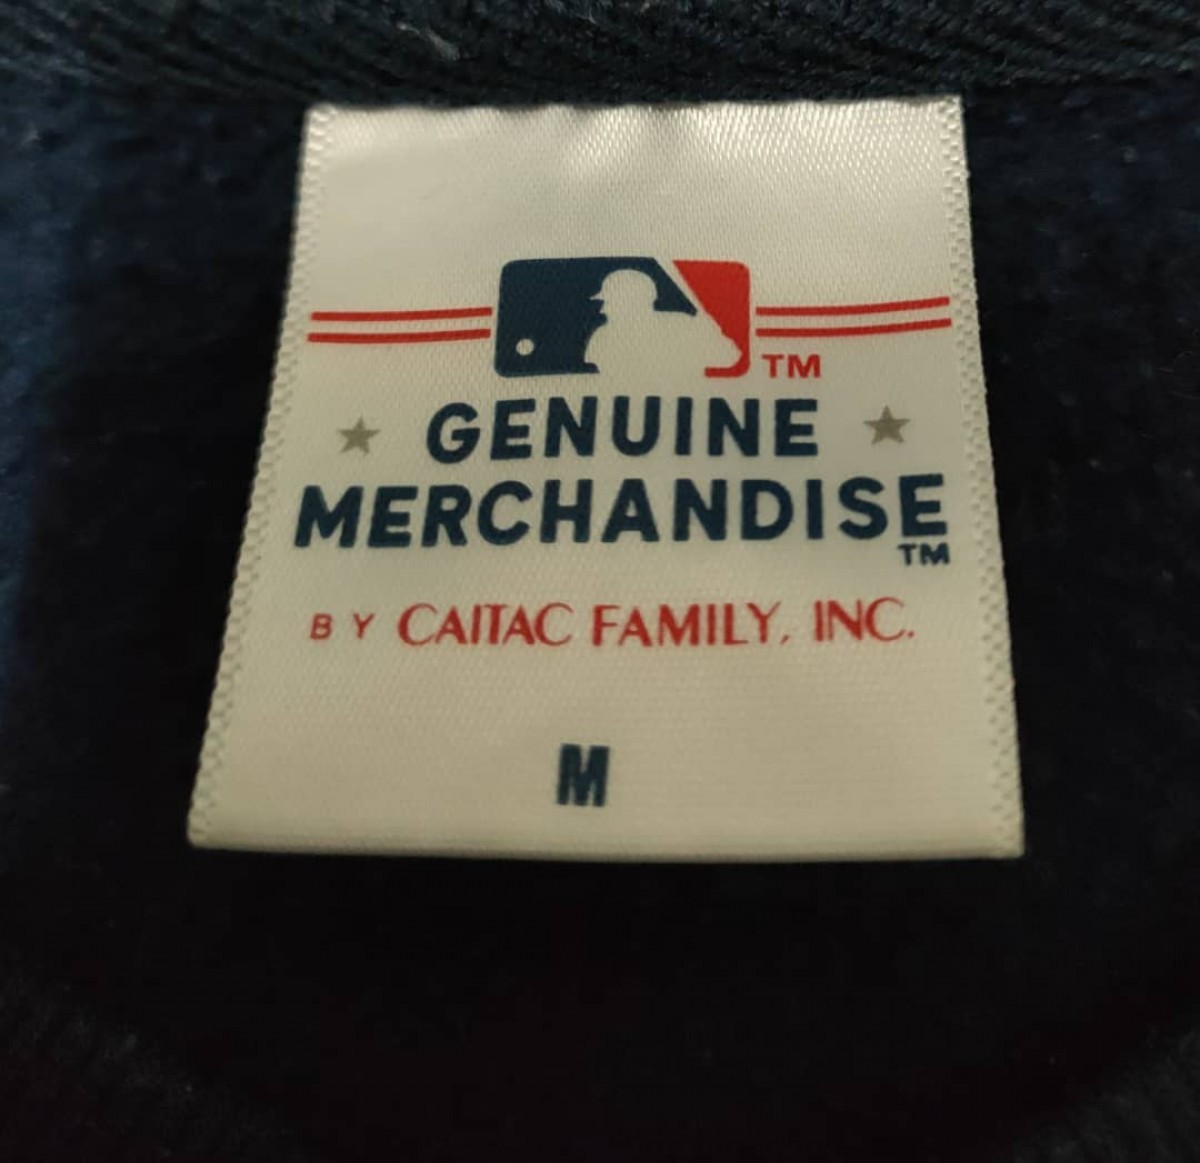 TM
GENUINE
MERCHANDISE
TM
BY CAITAC FAMILY, INC.
M